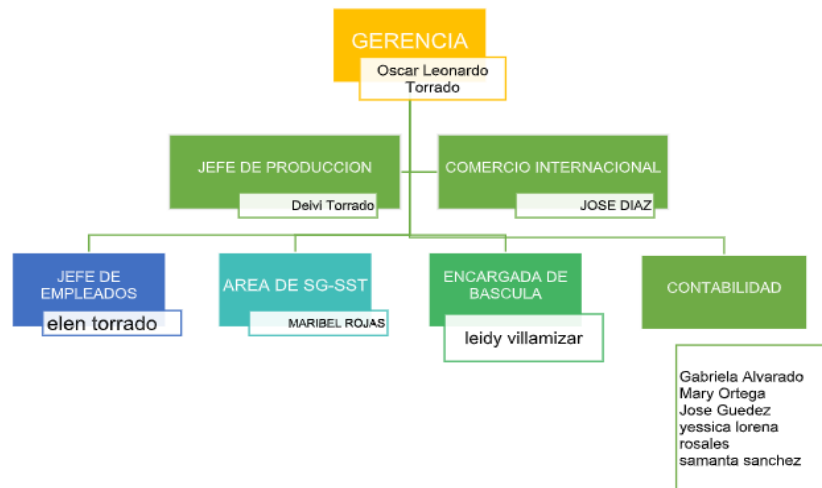 GERENCIA
Oscar Leonardo
Torrado
JEFE DE PRODUCCION
Deivi Torrado
COMERCIO INTERNACIONAL
JOSE DIAZ
JEFE DE
EMPLEADOS
elen torrado
AREA DE SG-SST
MARIBEL ROJAS
ENCARGADA DE
BASCULA
leidy villamizar
CONTABILIDAD
Gabriela Alvarado
Mary Ortega
Jose Guedez
yessica lorena
rosales
samanta sanchez